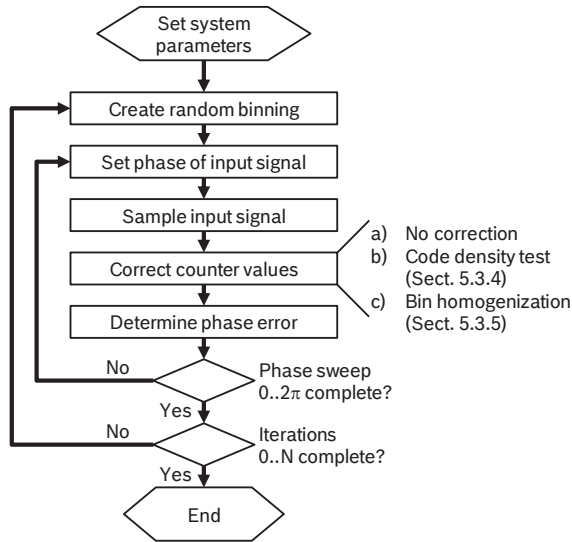 Set system
parameters
Create random binning
Set phase of input signal
Sample input signal
Correct counter values
a) No correction
b) Code density test
(Sect. 5.3.4)
c) Bin homogenization
(Sect. 5.3.5)
Determine phase error
No
Phase sweep
0..2π complete?
Yes
No
Iterations
0..N complete?
Yes
End